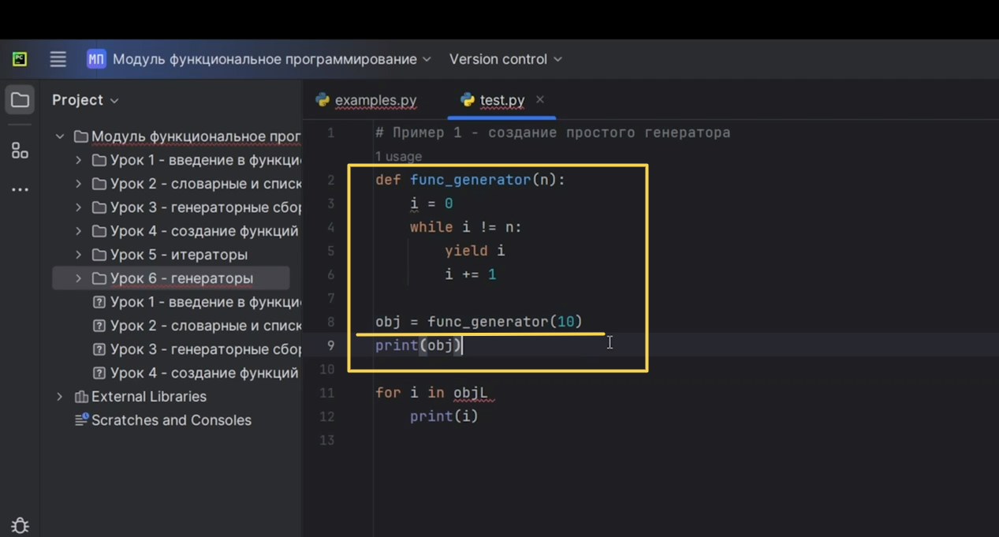 PC
МП Модуль функциональное программирование Version control
Project
examples.py test.py
Модуль функциональное прог
Урок 1 - введение в функци
Урок 2 - словарные и списк
Урок 3 - генераторные сбор
Урок 4 - создание функций
Урок 5 - итераторы
Урок 6 - генераторы
Урок 1 - введение в функци
Урок 2 - словарные и списк
Урок 3 - генераторные сбор
Урок 4 - создание функций
External Libraries
Scratches and Consoles
1 # Пример 1 - создание простого генератора
1 usage
2 def func_generator(n):
3 i = 0
4 while i != n:
5 yield i
6 i += 1
7
8 obj = func_generator(10)
9 print(obj)
10
11 for i in objL
12 print(i)
13